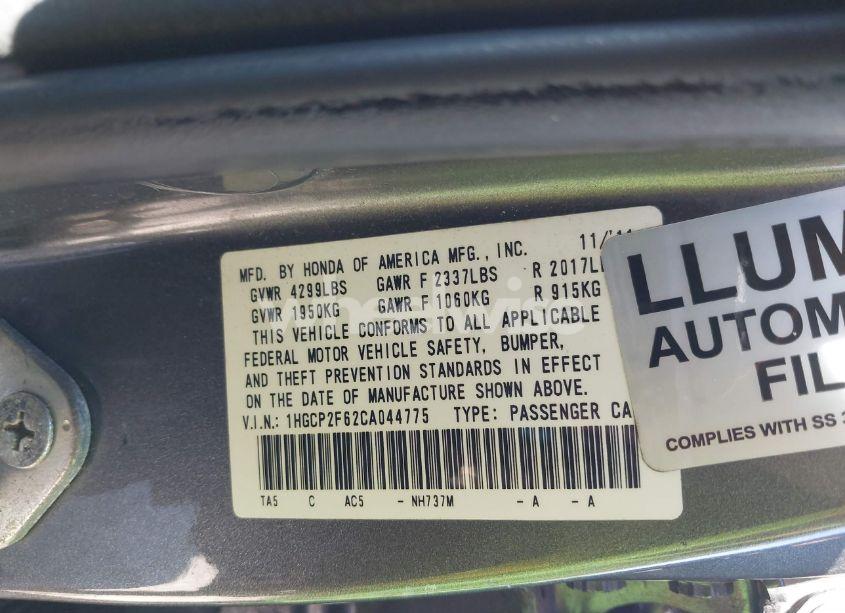 MFD. BY HONDA OF AMERICA MFG., INC. 11/
GVWR 4299LBS GAWR F 2337LBS R 2017L
GVWR 1950KG GAWR F 1060KG R 915KG
THIS VEHICLE CONFORMS TO ALL APPLICABLE
FEDERAL MOTOR VEHICLE SAFETY, BUMPER,
AND THEFT PREVENTION STANDARDS IN EFFECT
ON THE DATE OF MANUFACTURE SHOWN ABOVE.
V.I.N.: 1HGCP2F62CA044775 TYPE: PASSENGER CA
TA5 C AC5 - NH737M - A - A
LLUM
AUTOM
FIL
COMPLIES WITH SS 3